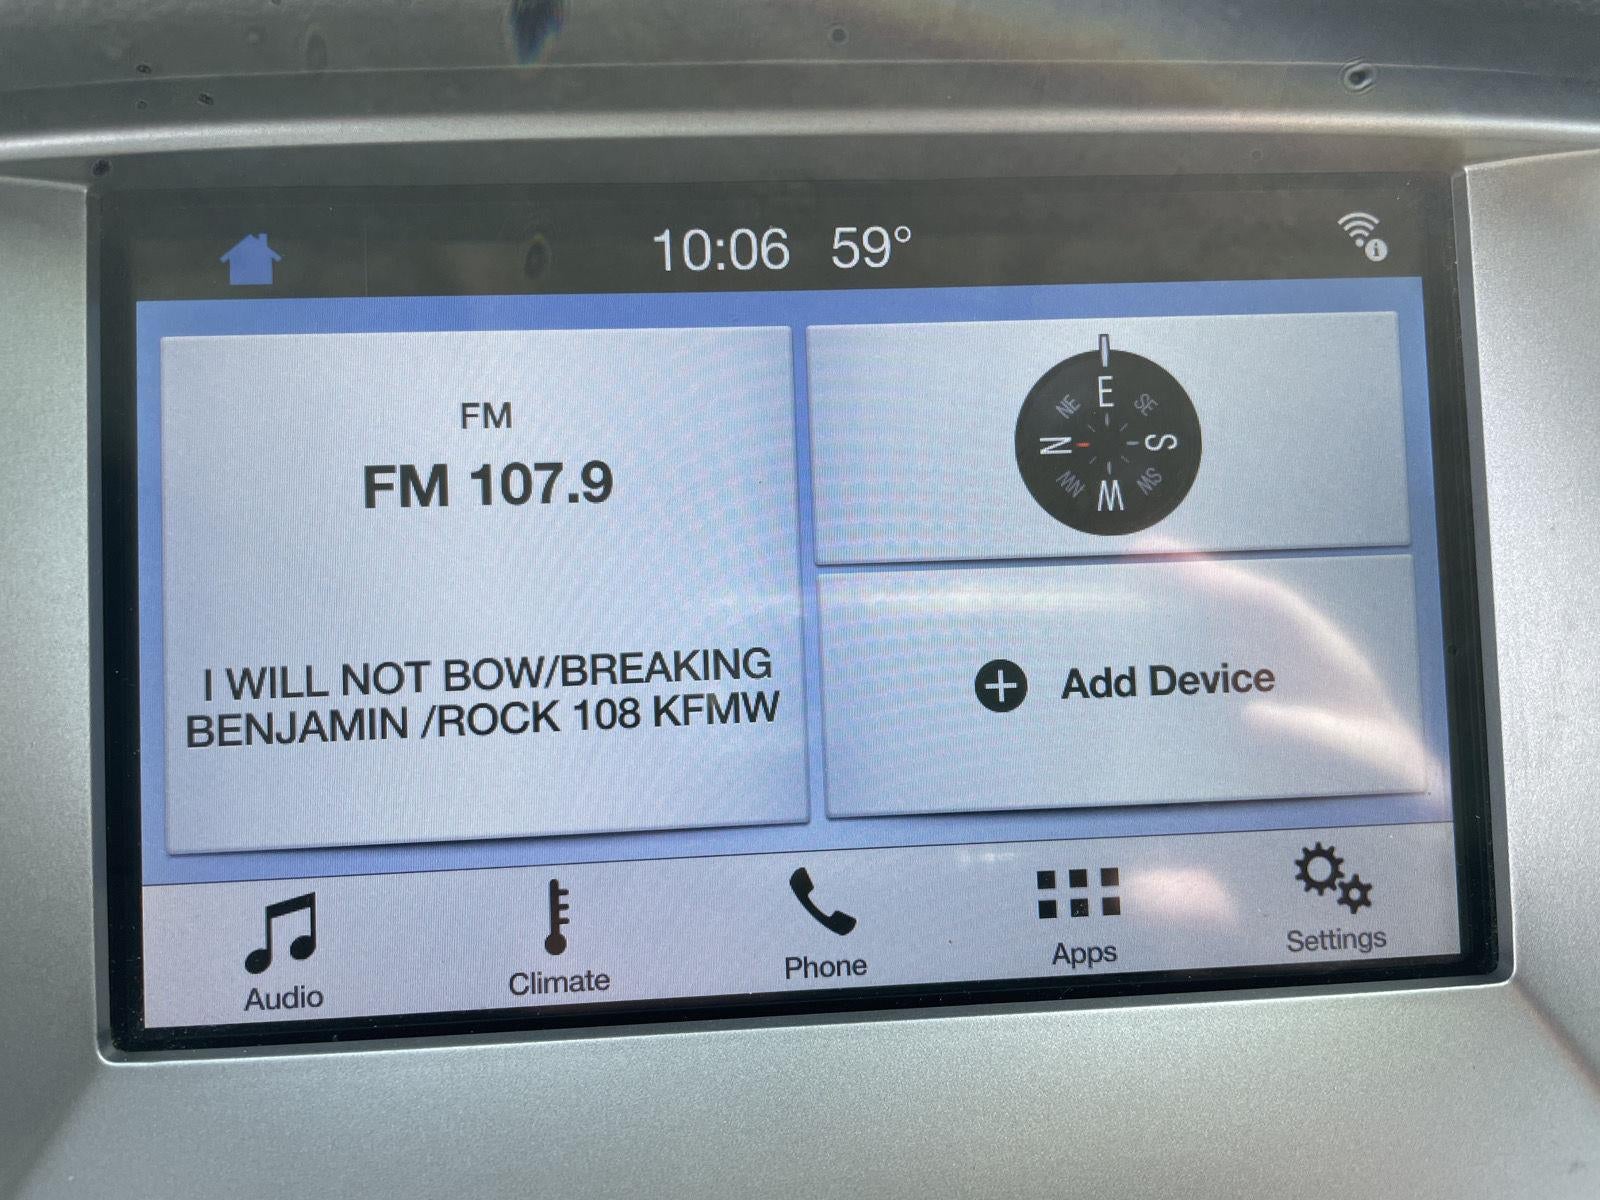 10:06 59°
FM
FM 107.9
I WILL NOT BOW/BREAKING
BENJAMIN /ROCK 108 KFMW
E
NE SE
N S
NW SW
W
Add Device
Audio
Climate
Phone
Apps
Settings